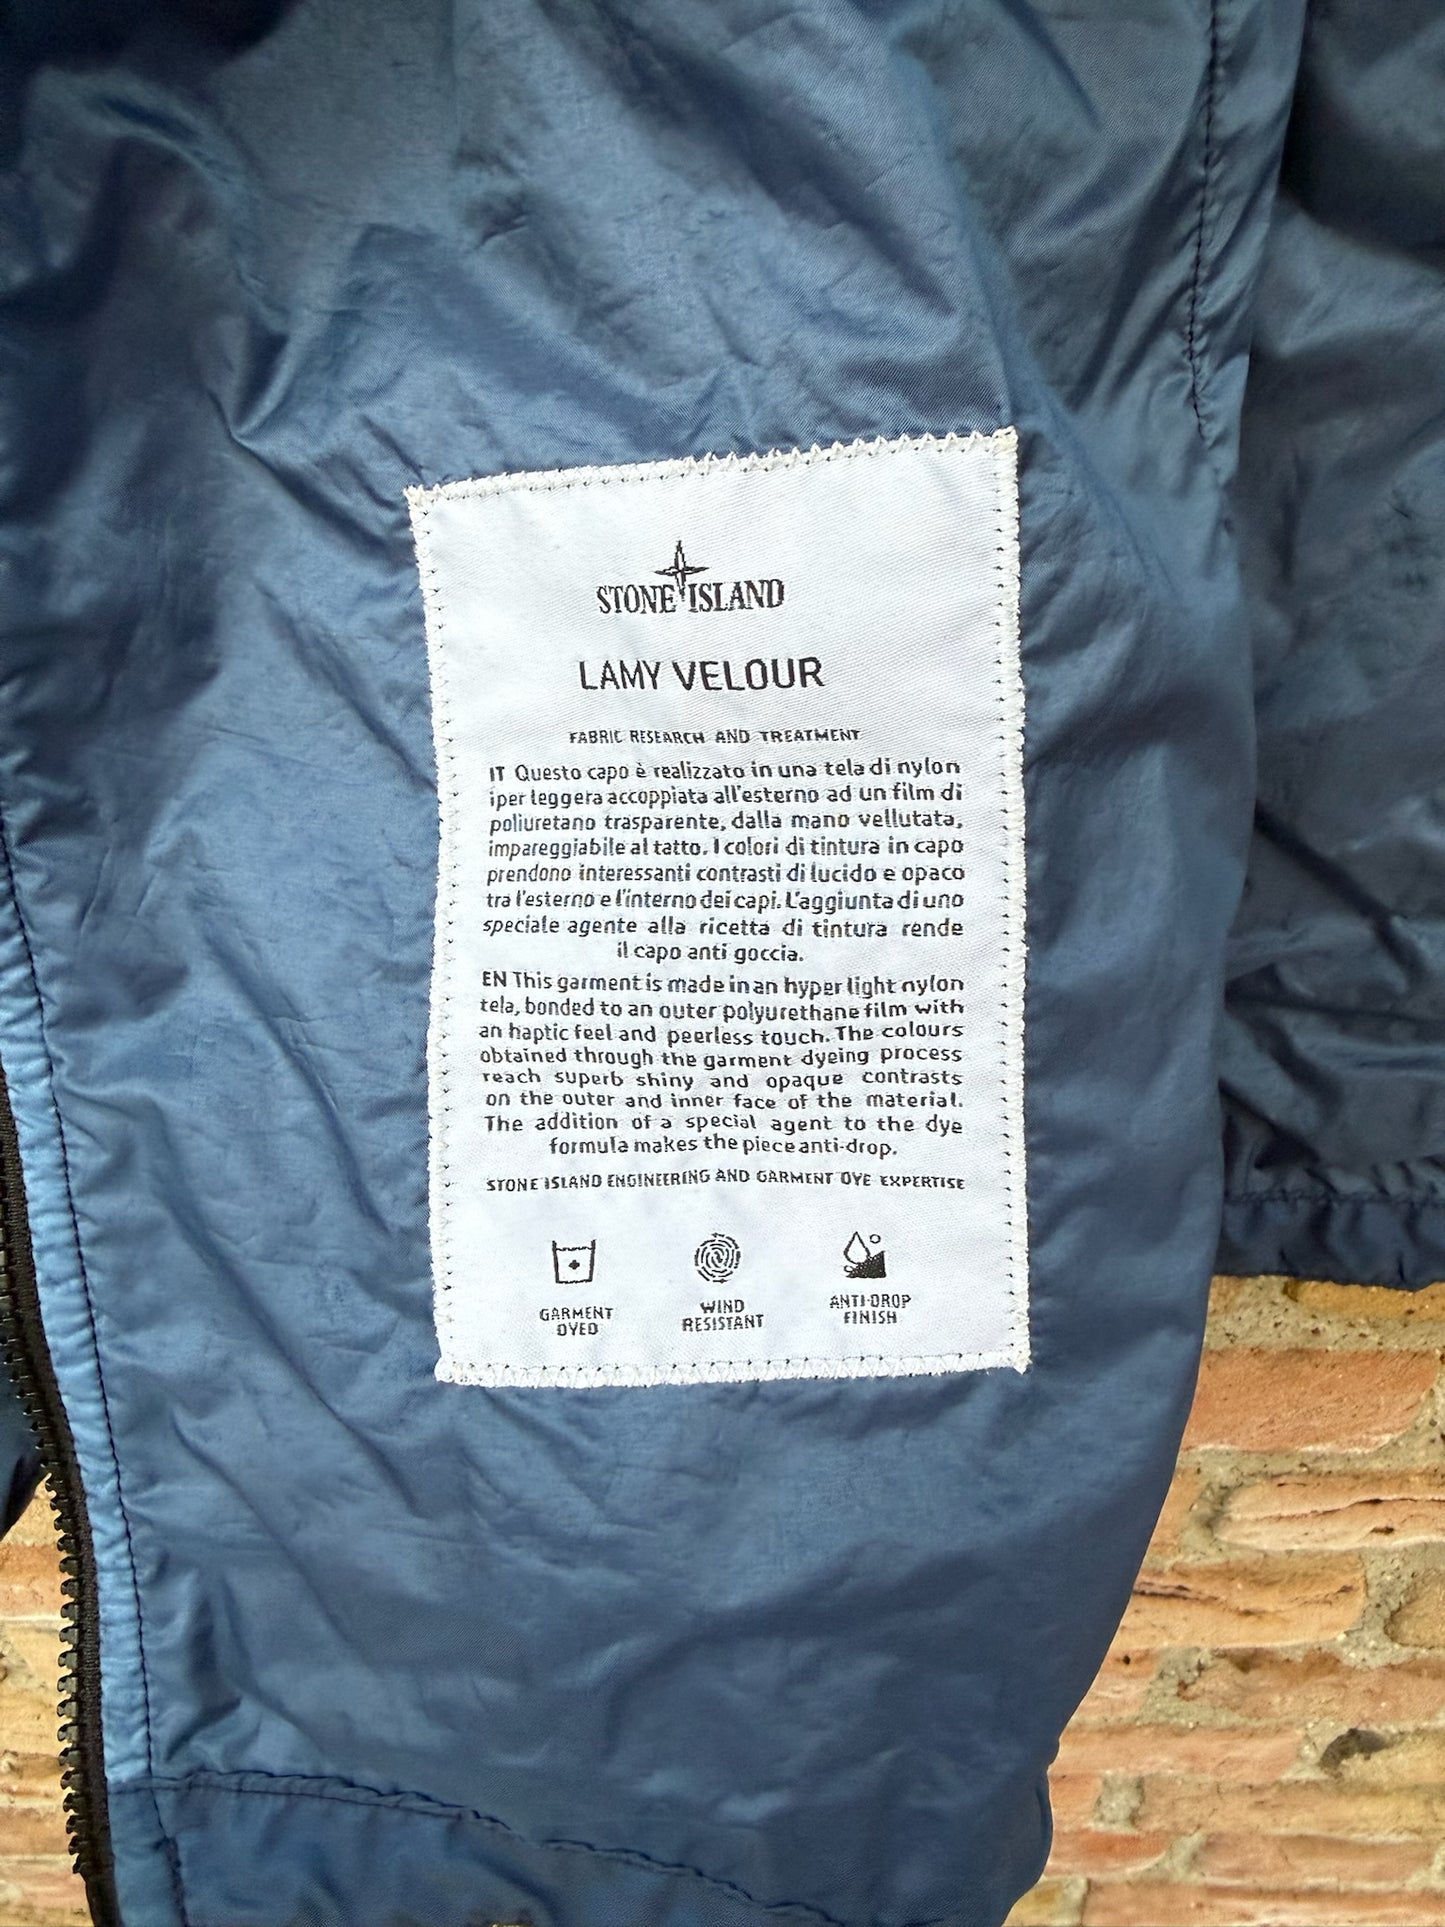 STONE ISLAND
LAMY VELOUR
FABRIC RESEARCH AND TREATMENT
IT Questo capo è realizzato in una tela di nylon
iper leggera accoppiata all'esterno ad un film di
poliuretano trasparente, dalla mano vellutata,
impareggiabile al tatto. I colori di tintura in capo
prendono interessanti contrasti di lucido e opaco
tra l'esterno e l'interno dei capi. L'aggiunta di uno
speciale agente alla ricetta di tintura rende
il capo anti goccia.
EN This garment is made in an hyper light nylon
tela, bonded to an outer polyurethane film with
an haptic feel and peerless touch. The colours
obtained through the garment dyeing process
reach superb shiny and opaque contrasts
on the outer and inner face of the material.
The addition of a special agent to the dye
formula makes the piece anti-drop.
STONE ISLAND ENGINEERING AND GARMENT DYE EXPERTISE
GARMENT
DYED
WIND
RESISTANT
ANTI-DROP
FINISH